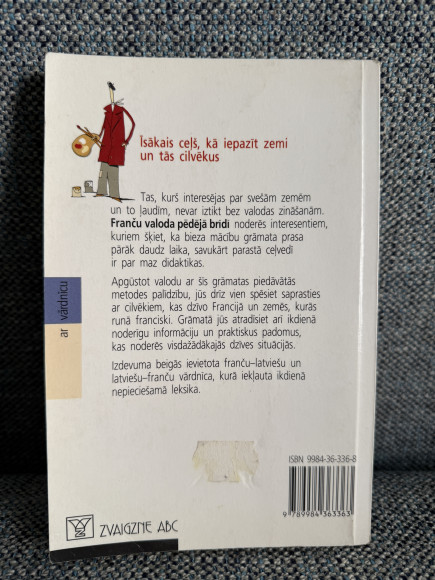 Īsākais ceļš, kā iepazīt zemi
un tās cilvēkus
Tas, kurš interesējas par svešām zemēm
un to ļaudīm, nevar iztikt bez valodas zināšanām.
Franču valoda pēdējā brīdī noderēs interesentiem,
kuriem šķiet, ka bieza mācību grāmata prasa
pārāk daudz laika, savukārt parastā ceļvedī
ir par maz didaktikas.
Apgūstot valodu ar šīs grāmatas piedāvātās
metodes palīdzību, jūs drīz vien spēsiet saprasties
ar cilvēkiem, kas dzīvo Francijā un zemēs, kurās
runā franciski. Grāmatā jūs atradīsiet arī ikdienā
noderīgu informāciju un praktiskus padomus,
kas noderēs visdažādākajās dzīves situācijās.
Izdevuma beigās ievietota franču–latviešu un
latviešu–franču vārdnīca, kurā iekļauta ikdienā
nepieciešamā leksika.
ar vārdnīcu
ISBN 9984-36-336-8
9 789984 363363
ZVAIGZNE ABC